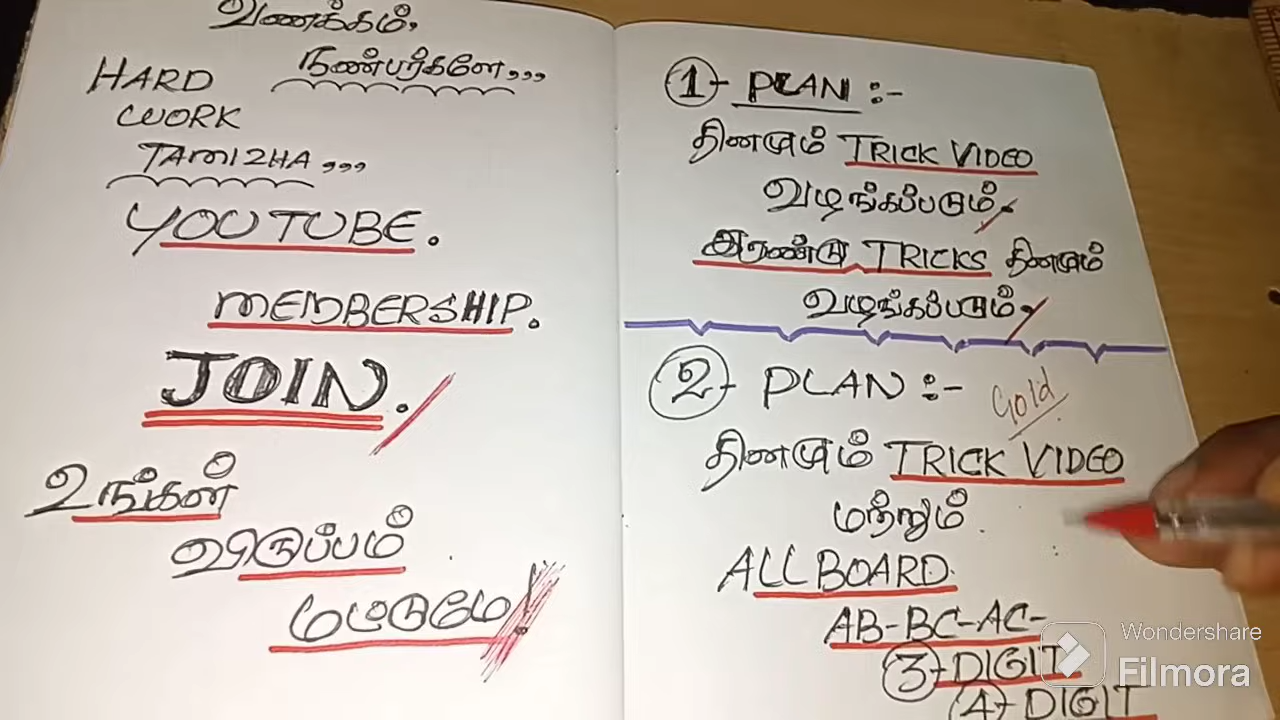 வணக்கம்,
நண்பர்களே,,,
HARD
WORK
TAMIZHA,,,
YOUTUBE.
MEMBERSHIP.
JOIN.
உங்கள்
விருப்பம்
மட்டுமே!
1- PLAN :-
தினமும் TRICK VIDEO
வழங்கப்படும்.
இரண்டு TRICKS தினமும்
வழங்கப்படும்.
2- PLAN :- Gold
தினமும் TRICK VIDEO
மற்றும்.
ALL BOARD.
AB-BC-AC-
3-DIGIT.
4-DIGIT
Wondershare
Filmora